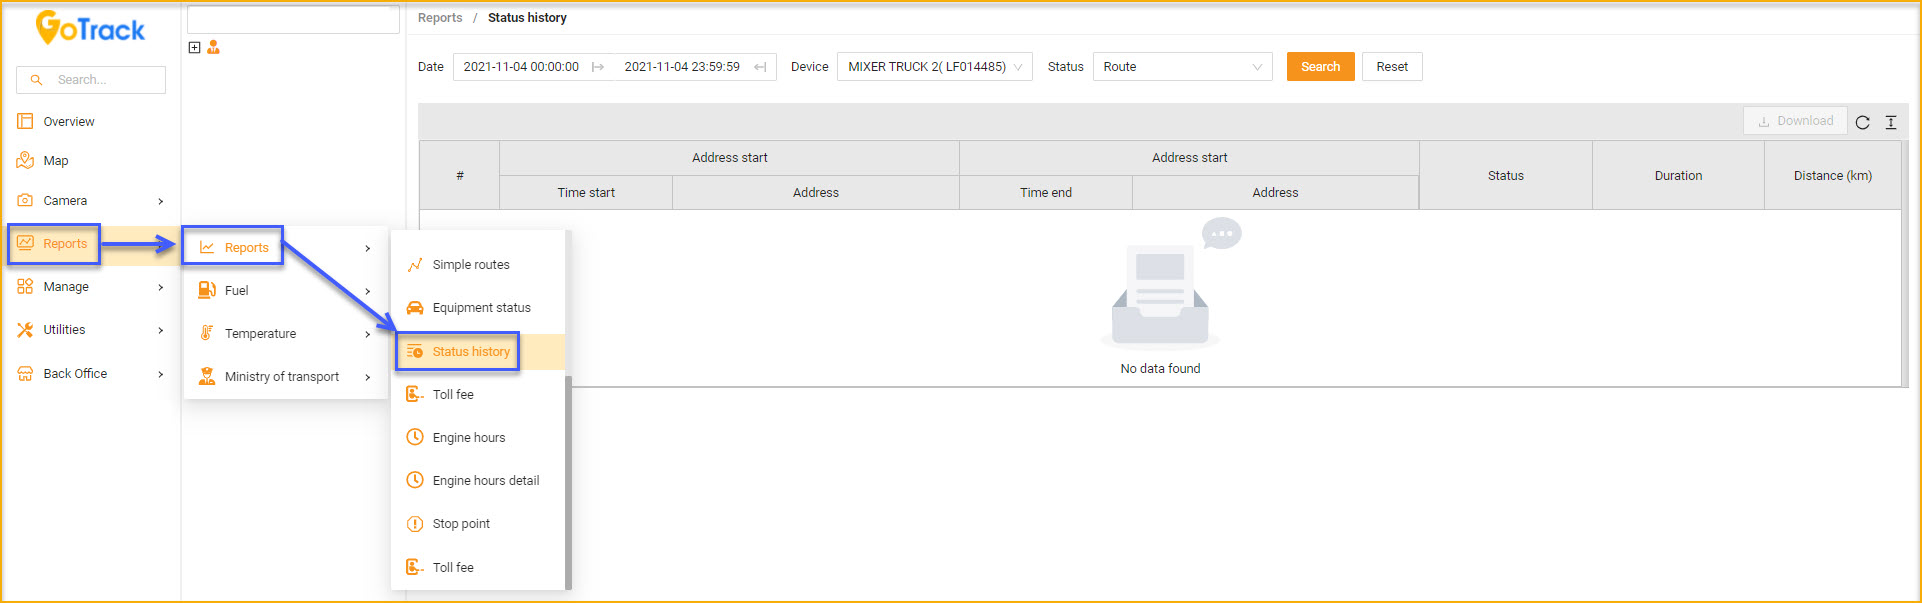 GoTrack
Search...
Overview
Map
Camera
Reports
Manage
Utilities
Back Office
Reports
Fuel
Temperature
Ministry of transport
Simple routes
Equipment status
Status history
Toll fee
Engine hours
Engine hours detail
Stop point
Toll fee
Reports / Status history
Date 2021-11-04 00:00:00 2021-11-04 23:59:59 Device MIXER TRUCK 2( LF014485) Status Route Search Reset
Download
# Address start Address start Status Duration Distance (km)
Time start Address Time end Address
No data found